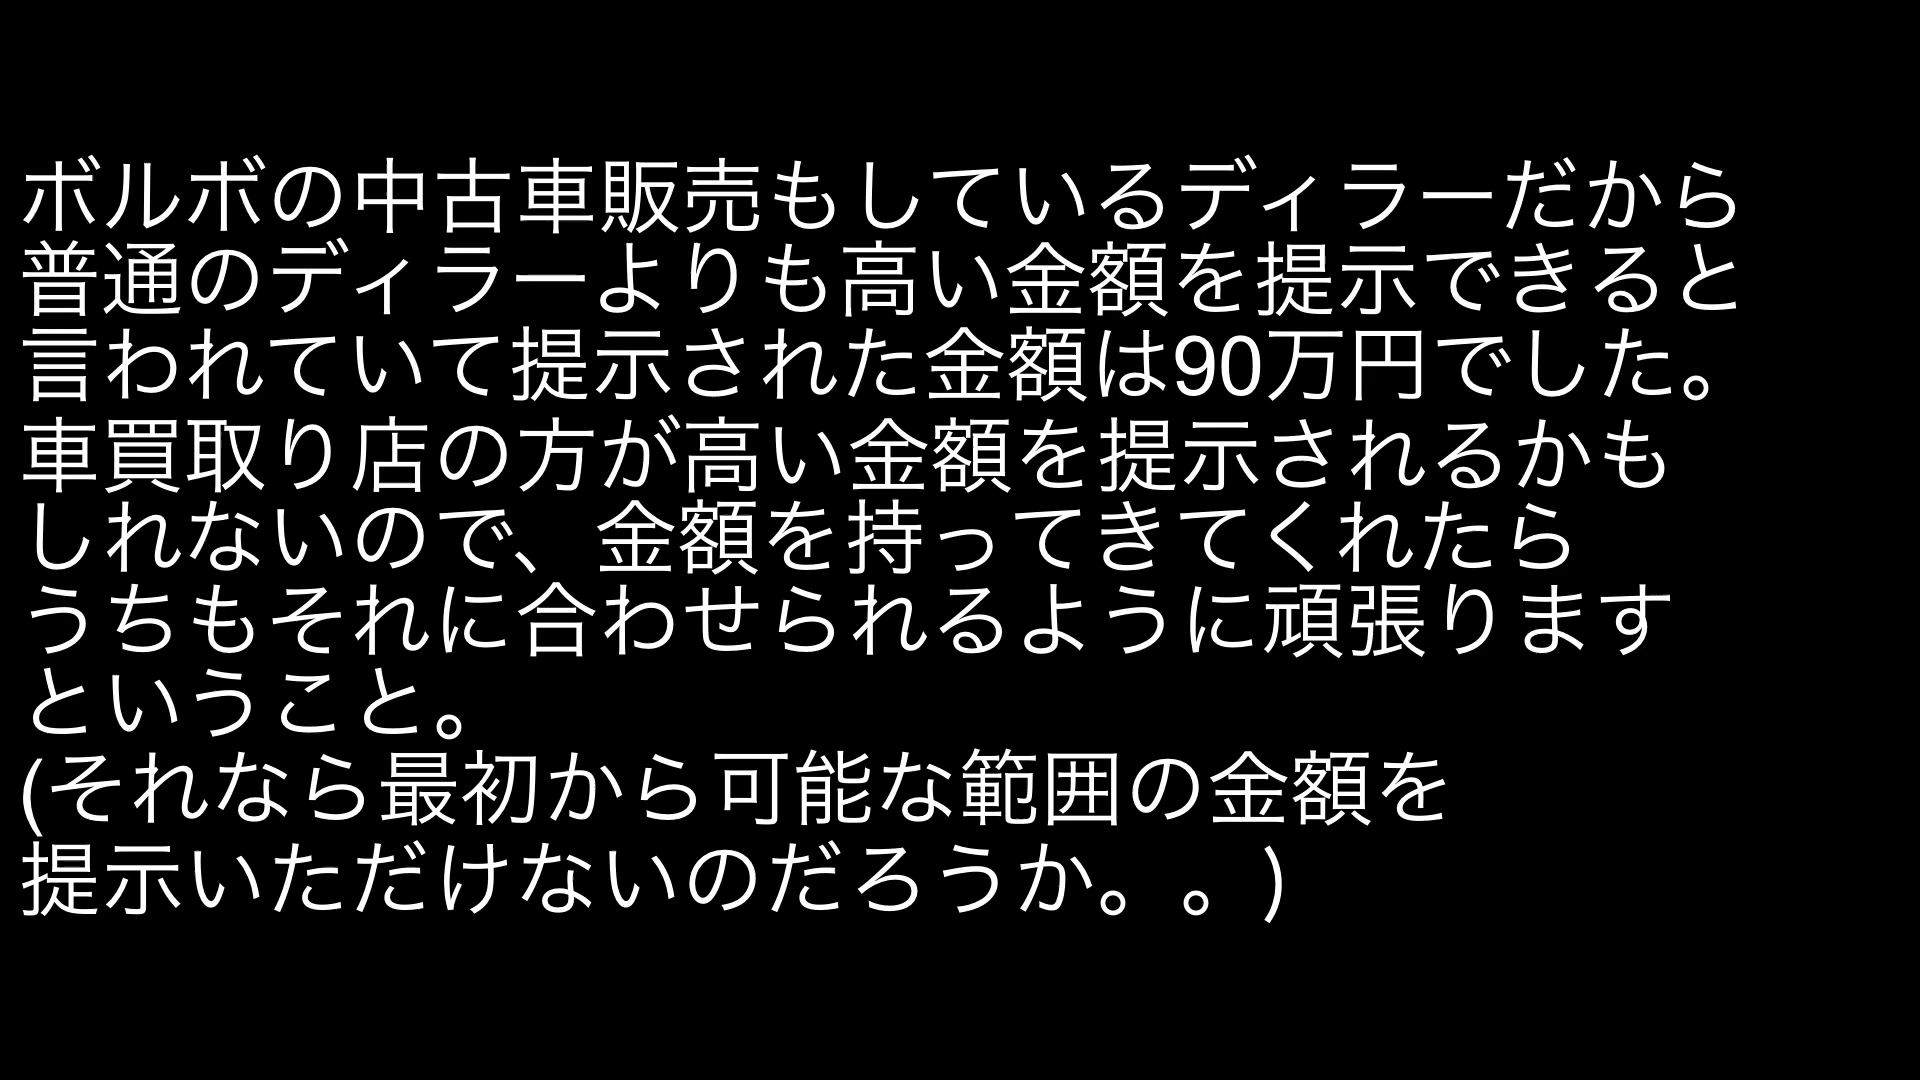 ボルボの中古車販売もしているディラーだから
普通のディラーよりも高い金額を提示できると
言われていて提示された金額は90万円でした。
車買取り店の方が高い金額を提示されるかも
しれないので、金額を持ってきてくれたら
うちもそれに合わせられるように頑張ります
ということ。
(それなら最初から可能な範囲の金額を
提示いただけないのだろうか。。)